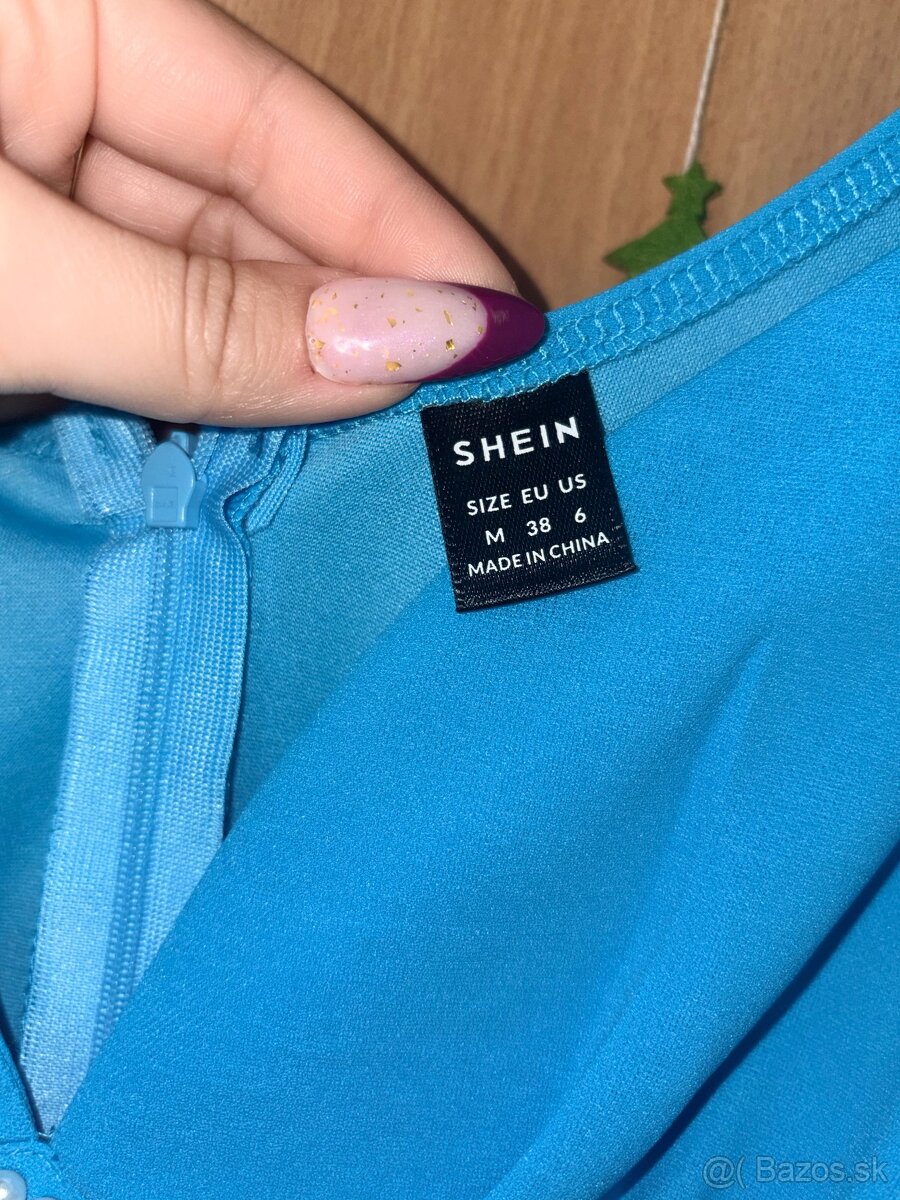 SHEIN
SIZE EU US
M 38 6
MADE IN CHINA
@( Bazos.sk